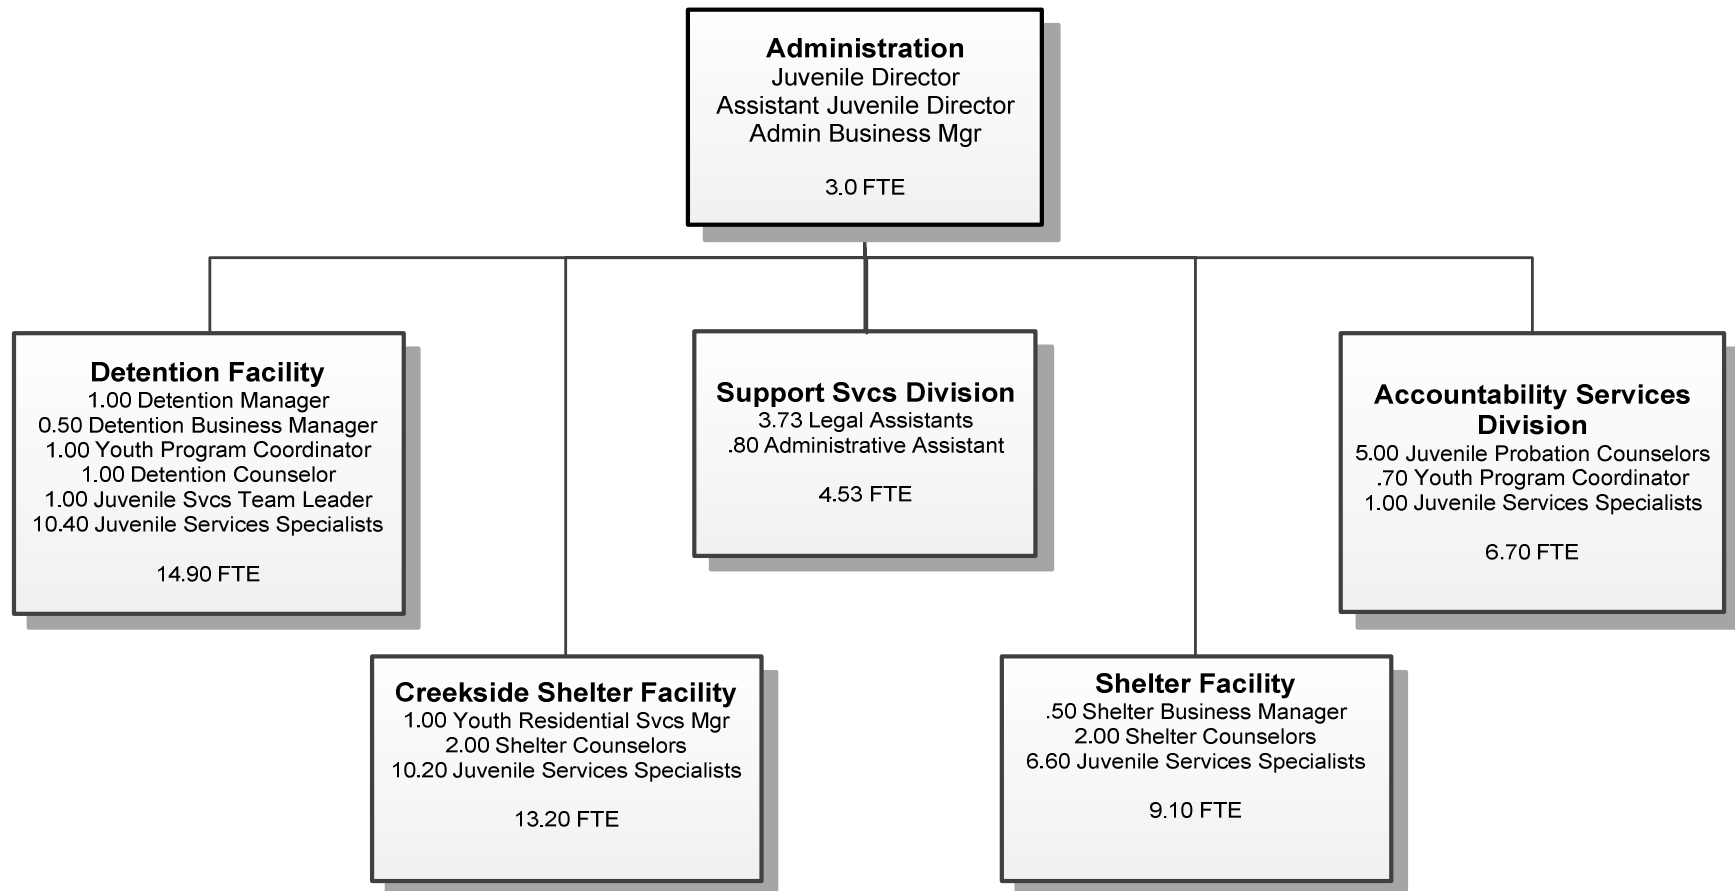 Administration
Juvenile Director
Assistant Juvenile Director
Admin Business Mgr
3.0 FTE
Detention Facility
1.00 Detention Manager
0.50 Detention Business Manager
1.00 Youth Program Coordinator
1.00 Detention Counselor
1.00 Juvenile Svcs Team Leader
10.40 Juvenile Services Specialists
14.90 FTE
Support Svcs Division
3.73 Legal Assistants
.80 Administrative Assistant
4.53 FTE
Accountability Services
Division
5.00 Juvenile Probation Counselors
.70 Youth Program Coordinator
1.00 Juvenile Services Specialists
6.70 FTE
Creekside Shelter Facility
1.00 Youth Residential Svcs Mgr
2.00 Shelter Counselors
10.20 Juvenile Services Specialists
13.20 FTE
Shelter Facility
.50 Shelter Business Manager
2.00 Shelter Counselors
6.60 Juvenile Services Specialists
9.10 FTE